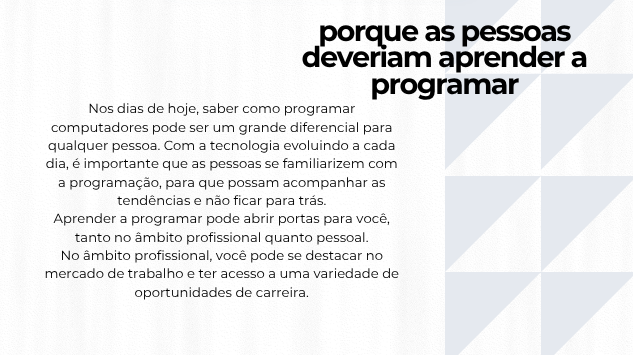 porque as pessoas
deveriam aprender a
programar
Nos dias de hoje, saber como programar
computadores pode ser um grande diferencial para
qualquer pessoa. Com a tecnologia evoluindo a cada
dia, é importante que as pessoas se familiarizem com
a programação, para que possam acompanhar as
tendências e não ficar para trás.
Aprender a programar pode abrir portas para você,
tanto no âmbito profissional quanto pessoal.
No âmbito profissional, você pode se destacar no
mercado de trabalho e ter acesso a uma variedade de
oportunidades de carreira.